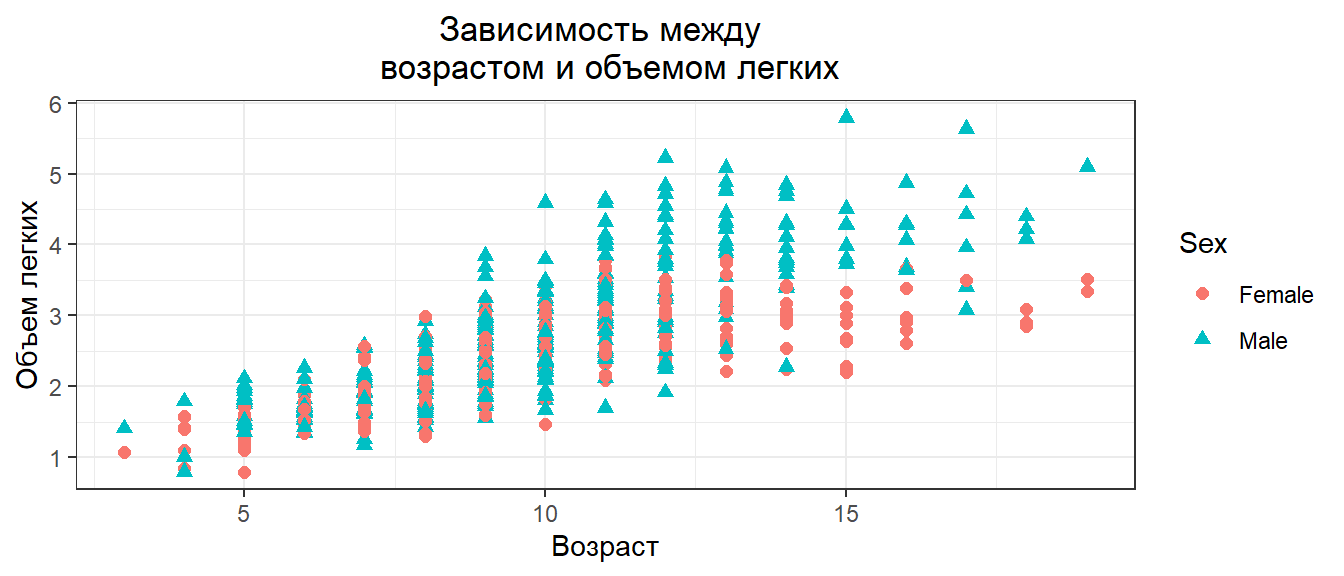 Зависимость между
возрастом и объемом легких
6
5
4
3
2
1
Объем легких
5
10
15
Возраст
Sex
Female
Male